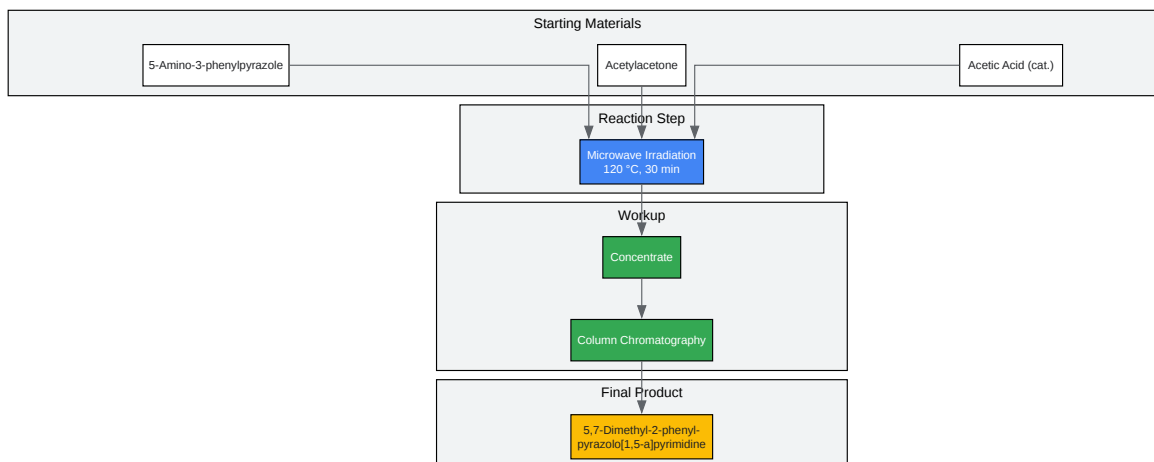 Starting Materials
5-Amino-3-phenylpyrazole
Acetylacetone
Acetic Acid (cat.)
Reaction Step
Microwave Irradiation
120 °C, 30 min
Workup
Concentrate
Column Chromatography
Final Product
5,7-Dimethyl-2-phenyl-
pyrazolo[1,5-a]pyrimidine